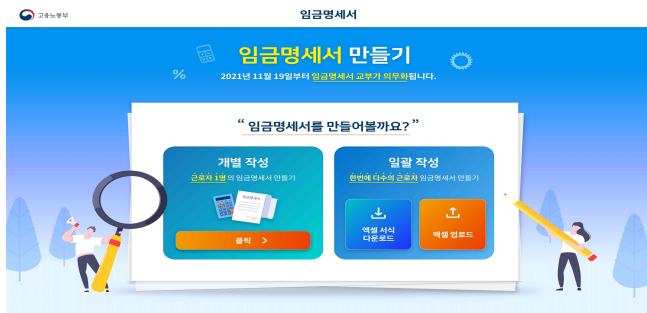 고용노동부
임금명세서
임금명세서 만들기
%
2021년 11월 19일부터 임금명세서 교부가 의무화됩니다.
“ 임금명세서를 만들어볼까요? ”
개별 작성
근로자 1명 의 임금명세서 만들기
임금명세서
클릭 >
일괄 작성
한번에 다수의 근로자 임금명세서 만들기
엑셀 서식
다운로드
엑셀 업로드